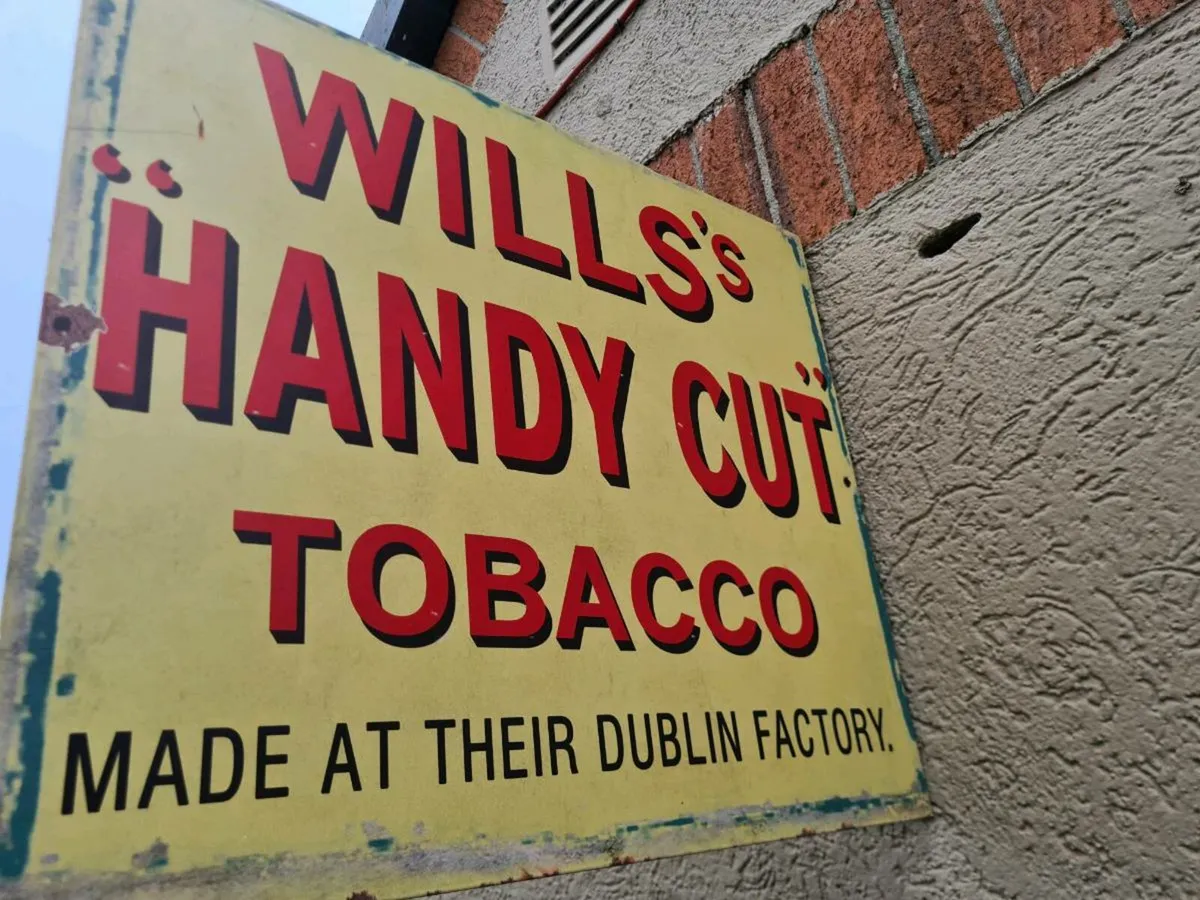 WILLS's
“HANDY CUT”
TOBACCO
MADE AT THEIR DUBLIN FACTORY.